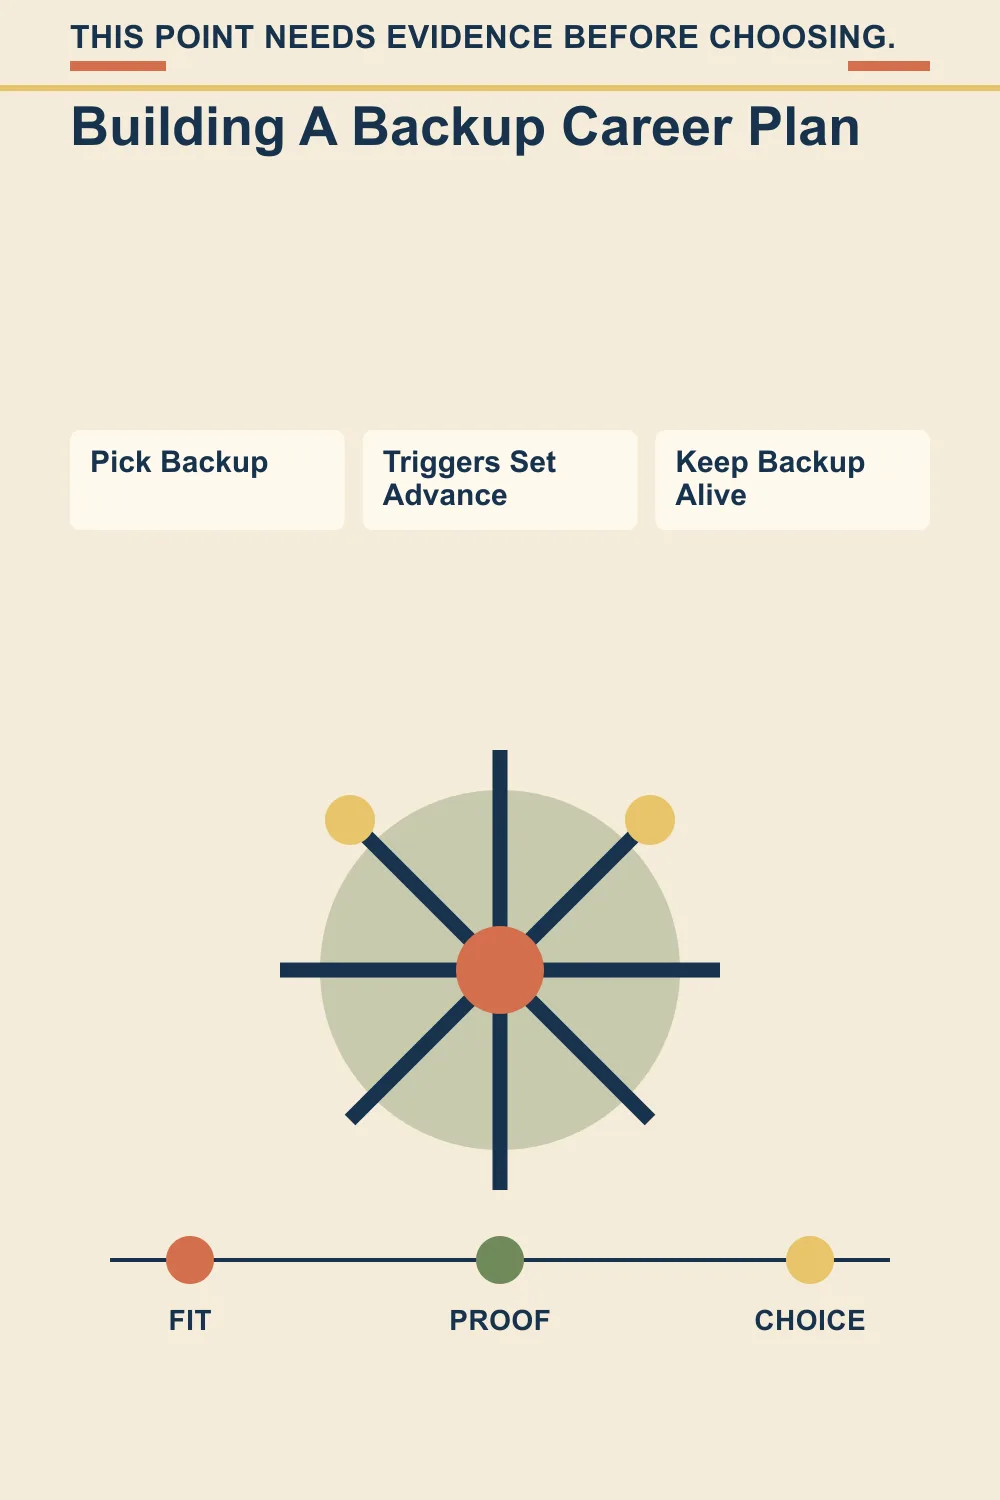 THIS POINT NEEDS EVIDENCE BEFORE CHOOSING.
Building A Backup Career Plan
Pick Backup
Triggers Set
Advance
Keep Backup
Alive
FIT
PROOF
CHOICE